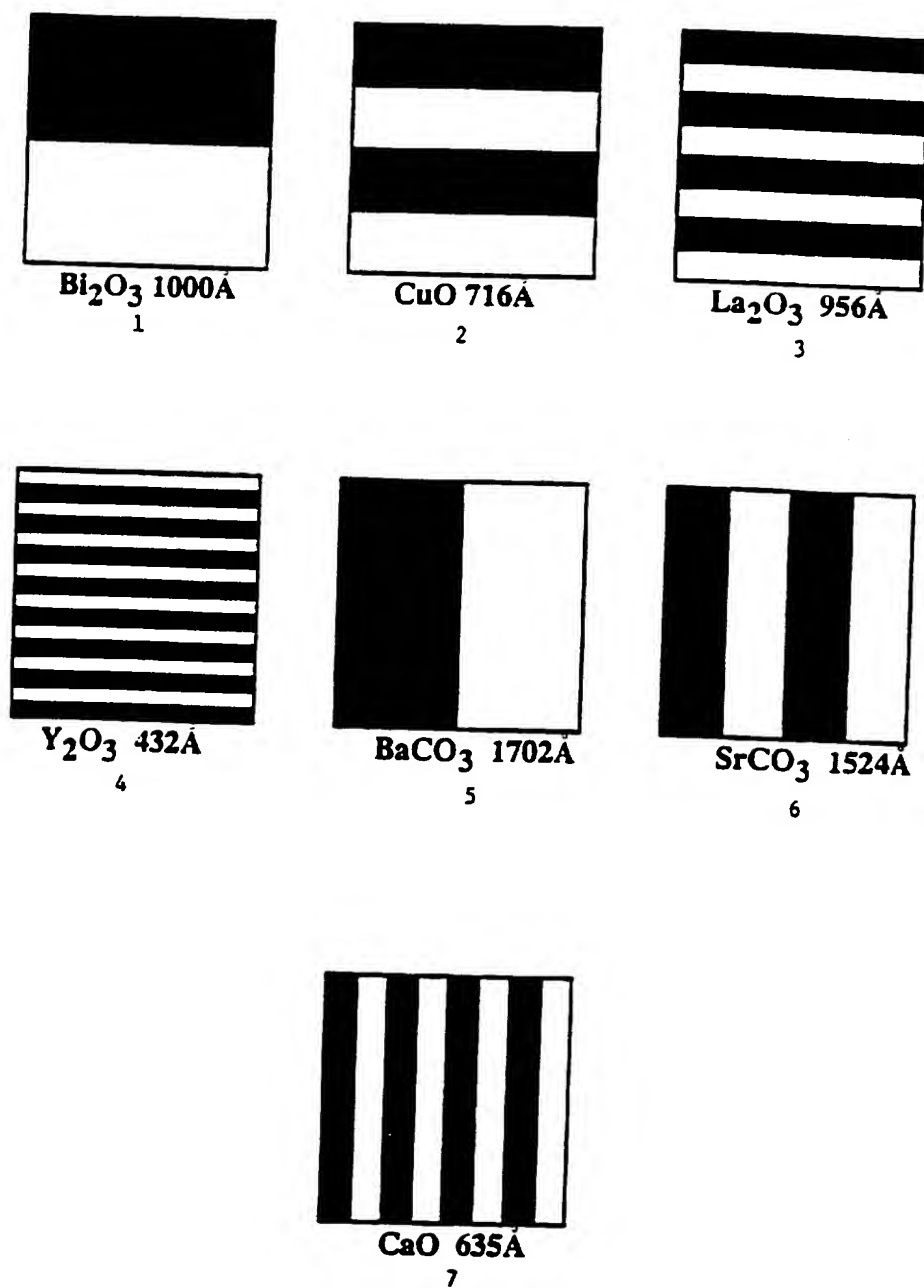 Bi₂O₃ 1000Å
1
CuO 716Å
2
La₂O₃ 956Å
3
Y₂O₃ 432Å
4
BaCO₃ 1702Å
5
SrCO₃ 1524Å
6
CaO 635Å
7